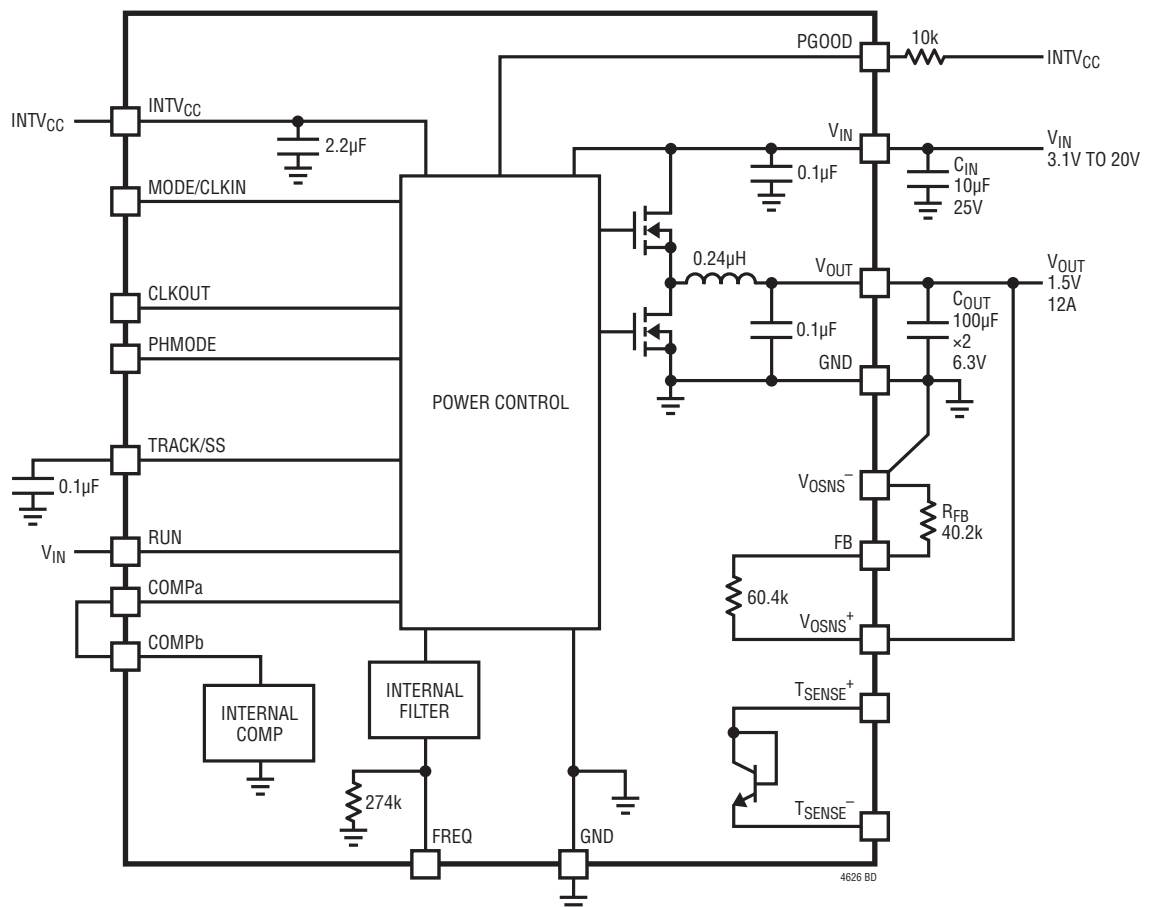 PGOOD
10k
INTVCC
INTVCC
INTVCC
2.2µF
VIN
VIN
3.1V TO 20V
0.1µF
CIN
10µF
25V
MODE/CLKIN
0.24µH
VOUT
VOUT
1.5V
12A
CLKOUT
0.1µF
COUT
100µF
×2
6.3V
PHMODE
GND
POWER CONTROL
TRACK/SS
0.1µF
VOSNS−
RFB
40.2k
VIN
RUN
FB
COMPa
60.4k
VOSNS+
COMPb
INTERNAL
COMP
INTERNAL
FILTER
TSENSE+
274k
TSENSE−
FREQ
GND
4626 BD